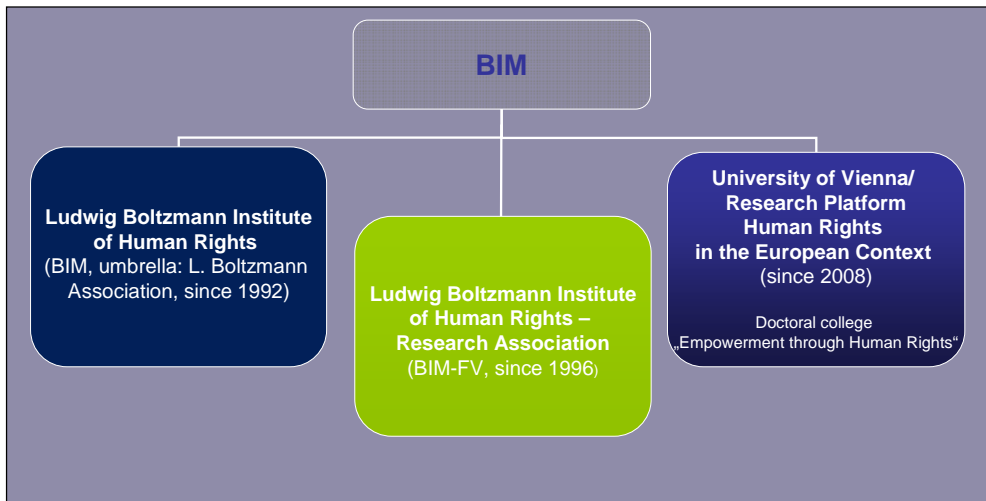 BIM
Ludwig Boltzmann Institute
of Human Rights
(BIM, umbrella: L. Boltzmann
Association, since 1992)
Ludwig Boltzmann Institute
of Human Rights –
Research Association
(BIM-FV, since 1996)
University of Vienna/
Research Platform
Human Rights
in the European Context
(since 2008)
Doctoral college
„Empowerment through Human Rights“